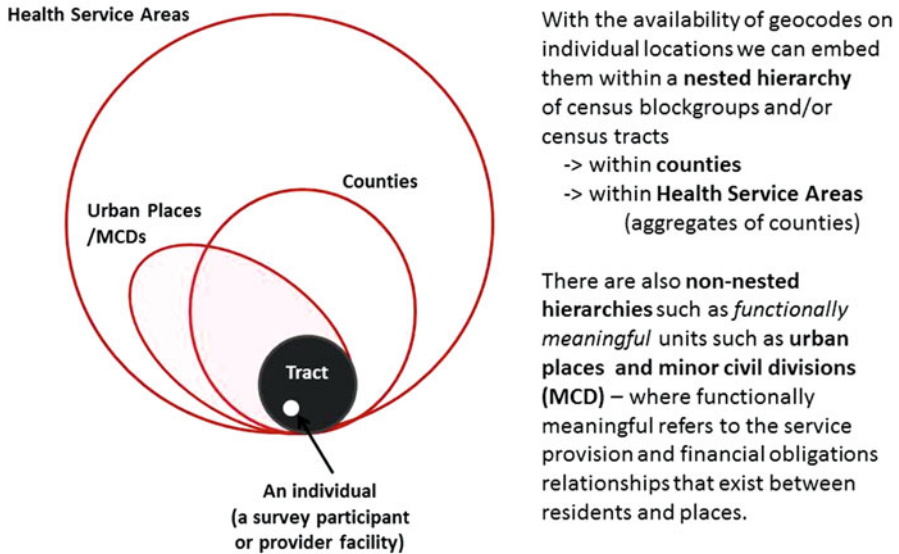 Health Service Areas
Counties
Urban Places
/MCDs
Tract
An individual
(a survey participant
or provider facility)
With the availability of geocodes on
individual locations we can embed
them within a nested hierarchy
of census blockgroups and/or
census tracts
-> within counties
-> within Health Service Areas
(aggregates of counties)
There are also non-nested
hierarchies such as functionally
meaningful units such as urban
places and minor civil divisions
(MCD) – where functionally
meaningful refers to the service
provision and financial obligations
relationships that exist between
residents and places.